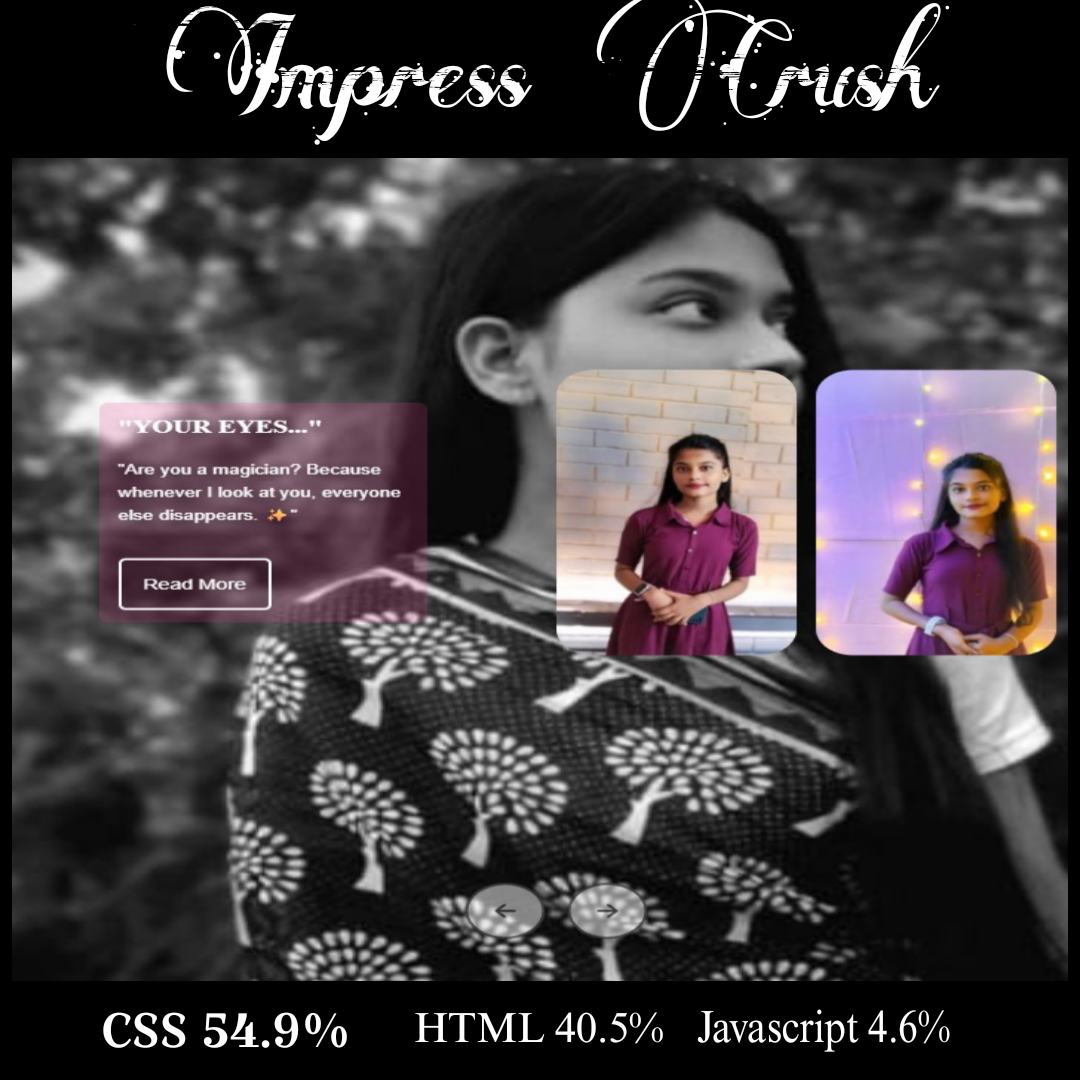 Impress Crush
"YOUR EYES..."
"Are you a magician? Because
whenever I look at you, everyone
else disappears. ✨"
Read More
← →
CSS 54.9% HTML 40.5% Javascript 4.6%